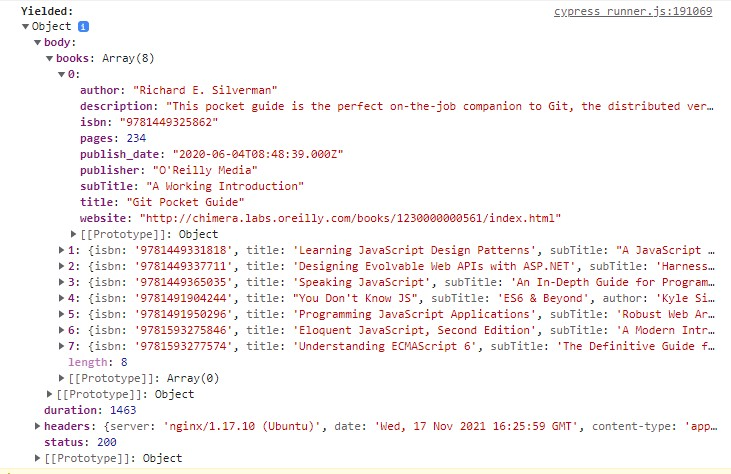 Yielded: cypress runner.js:191069
▼Object i
▼body:
▼books: Array(8)
▼0:
author: "Richard E. Silverman"
description: "This pocket guide is the perfect on-the-job companion to Git, the distributed ver…
isbn: "9781449325862"
pages: 234
publish_date: "2020-06-04T08:48:39.000Z"
publisher: "O'Reilly Media"
subTitle: "A Working Introduction"
title: "Git Pocket Guide"
website: "http://chimera.labs.oreilly.com/books/1230000000561/index.html"
▶[[Prototype]]: Object
▶1: {isbn: '9781449331818', title: 'Learning JavaScript Design Patterns', subTitle: "A JavaScript …
▶2: {isbn: '9781449337711', title: 'Designing Evolvable Web APIs with ASP.NET', subTitle: 'Harness…
▶3: {isbn: '9781449365035', title: 'Speaking JavaScript', subTitle: 'An In-Depth Guide for Program…
▶4: {isbn: '9781491904244', title: "You Don't Know JS", subTitle: 'ES6 & Beyond', author: 'Kyle Si…
▶5: {isbn: '9781491950296', title: 'Programming JavaScript Applications', subTitle: 'Robust Web Ar…
▶6: {isbn: '9781593275846', title: 'Eloquent JavaScript, Second Edition', subTitle: 'A Modern Intr…
▶7: {isbn: '9781593277574', title: 'Understanding ECMAScript 6', subTitle: 'The Definitive Guide f…
length: 8
▶[[Prototype]]: Array(0)
▶[[Prototype]]: Object
duration: 1463
▶headers: {server: 'nginx/1.17.10 (Ubuntu)', date: 'Wed, 17 Nov 2021 16:25:59 GMT', content-type: 'app…
status: 200
▶[[Prototype]]: Object